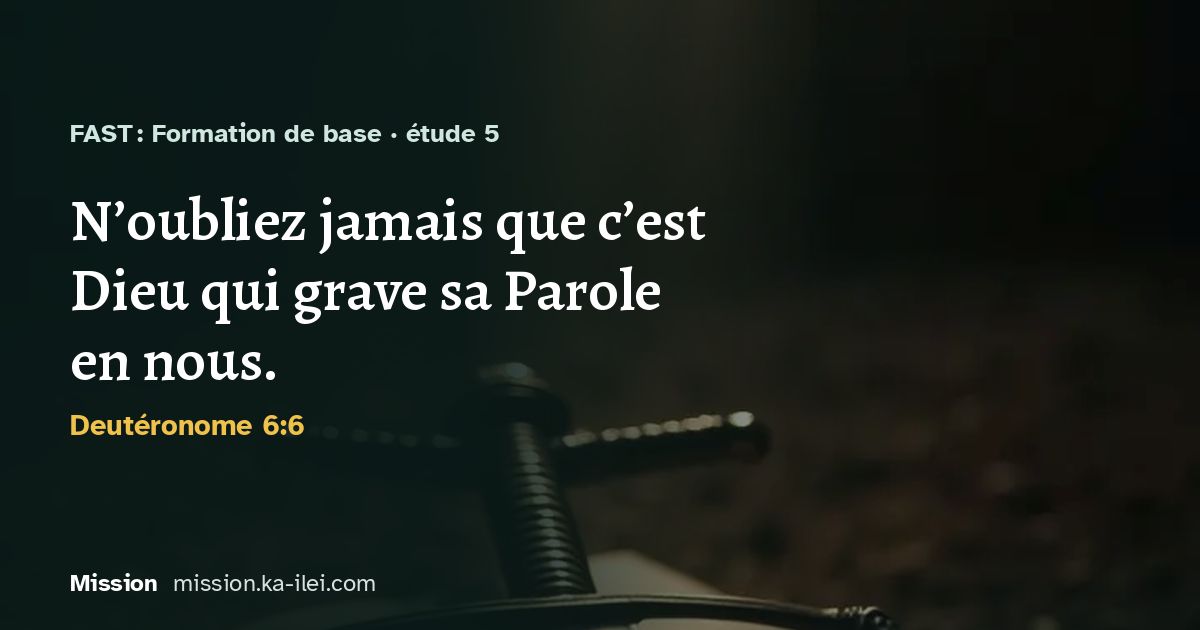 FAST : Formation de base · étude 5
N’oubliez jamais que c’est
Dieu qui grave sa Parole
en nous.
Deutéronome 6:6
Mission mission.ka-ilei.com